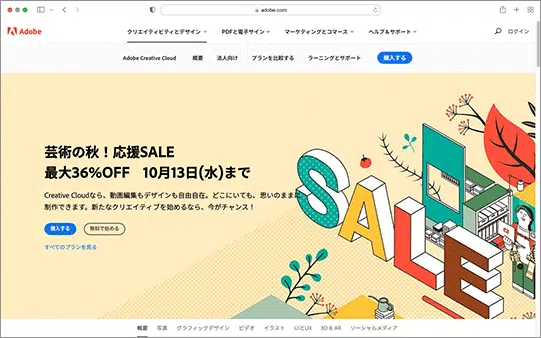 adobe.com
Adobe
クリエイティビティとデザイン
PDFと電子サイン
マーケティングとコマース
ヘルプ＆サポート
ログイン
Adobe Creative Cloud
概要
法人向け
プランを比較する
ラーニングとサポート
購入する
芸術の秋！応援SALE
最大36%OFF 10月13日(水)まで
Creative Cloudなら、動画編集もデザインも自由自在。どこにいても、思いのままに
制作できます。新たなクリエイティブを始めるなら、今がチャンス！
購入する
無料で始める
すべてのプランを見る
SALE
概要
写真
グラフィックデザイン
ビデオ
イラスト
UIとUX
3D & AR
ソーシャルメディア